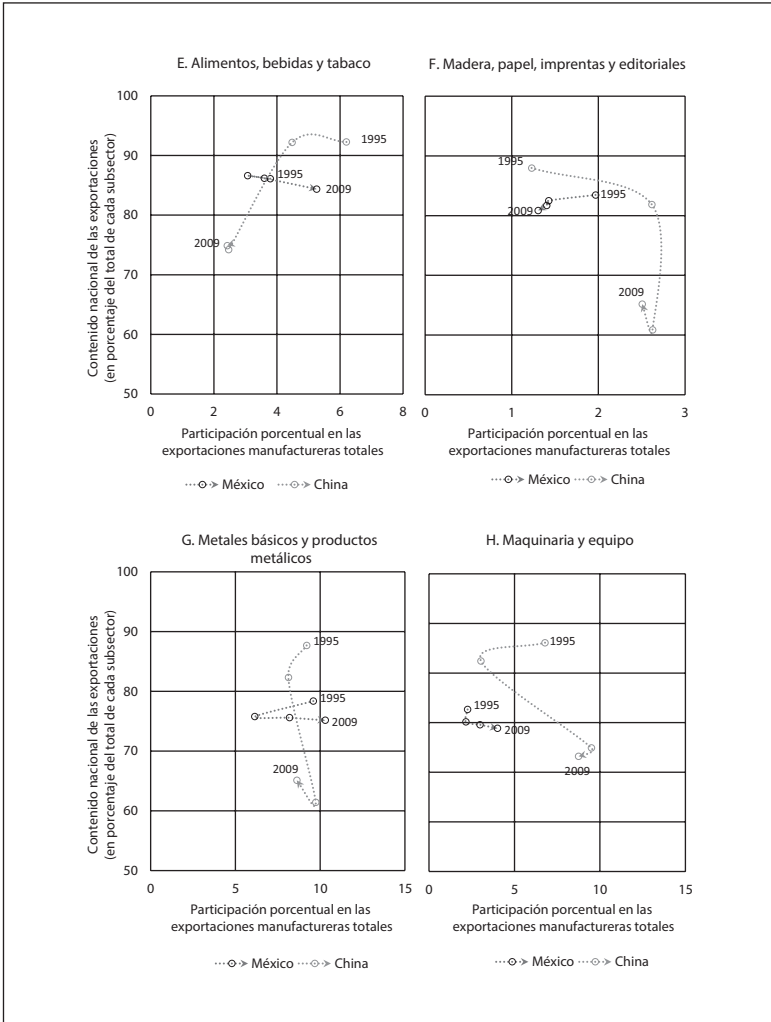 E. Alimentos, bebidas y tabaco
F. Madera, papel, imprentas y editoriales
Contenido nacional de las exportaciones
(en porcentaje del total de cada subsector)
100
90
80
70
60
50
1995
1995
2009
2009
0
2
4
6
8
1995
1995
2009
2009
0
1
2
3
Participación porcentual en las
exportaciones manufactureras totales
Participación porcentual en las
exportaciones manufactureras totales
México
China
México
China
G. Metales básicos y productos
metálicos
H. Maquinaria y equipo
Contenido nacional de las exportaciones
(en porcentaje del total de cada subsector)
100
90
80
70
60
50
1995
1995
2009
2009
0
5
10
15
1995
1995
2009
2009
0
5
10
15
Participación porcentual en las
exportaciones manufactureras totales
Participación porcentual en las
exportaciones manufactureras totales
México
China
México
China